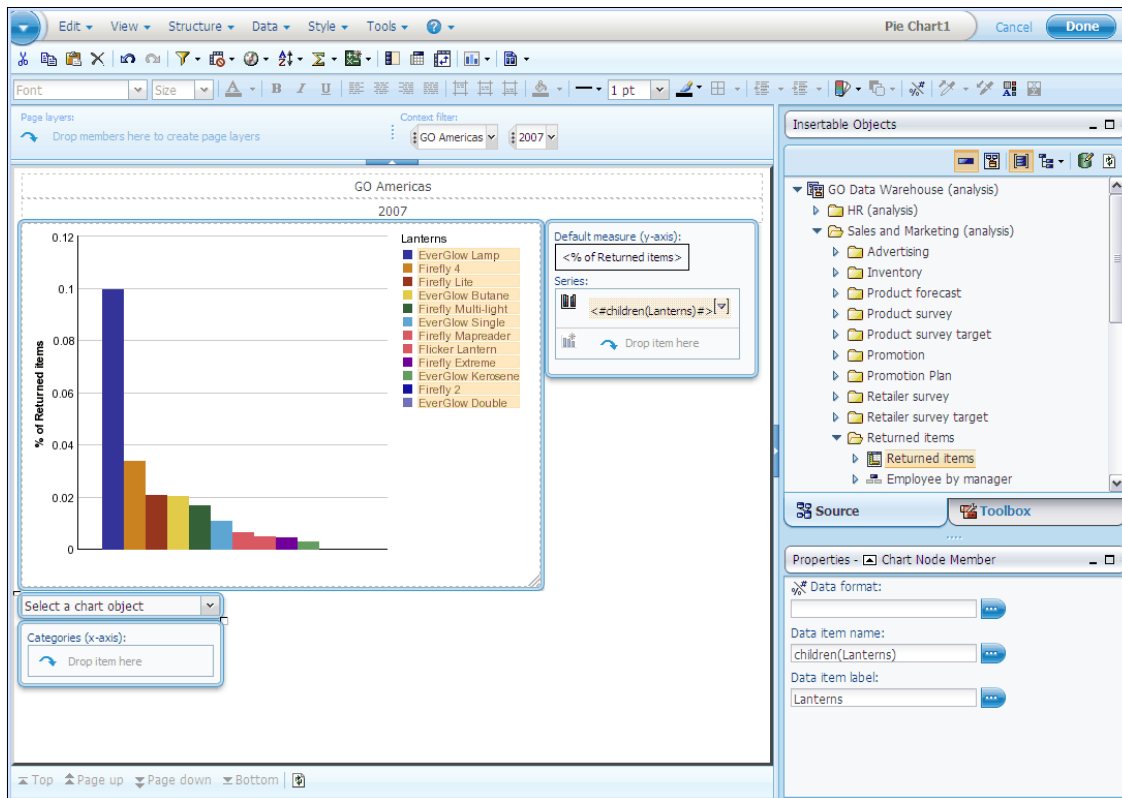 Edit View Structure Data Style Tools Pie Chart1 Cancel Done
Font Size A B I U 1 pt
Page layers:
Drop members here to create page layers
Context filter:
GO Americas 2007
GO Americas
2007
0.12
0.1
0.08
0.06
0.04
0.02
0
% of Returned items
Lanterns
EverGlow Lamp
Firefly 4
Firefly Lite
EverGlow Butane
Firefly Multi-light
EverGlow Single
Firefly Mapreader
Flicker Lantern
Firefly Extreme
EverGlow Kerosene
Firefly 2
EverGlow Double
Default measure (y-axis):
<% of Returned items>
Series:
<#children(Lanterns)#>
Drop item here
Select a chart object
Categories (x-axis):
Drop item here
Top Page up Page down Bottom
Insertable Objects
GO Data Warehouse (analysis)
HR (analysis)
Sales and Marketing (analysis)
Advertising
Inventory
Product forecast
Product survey
Product survey target
Promotion
Promotion Plan
Retailer survey
Retailer survey target
Returned items
Returned items
Employee by manager
Source Toolbox
Properties - Chart Node Member
Data format:
Data item name:
children(Lanterns)
Data item label:
Lanterns